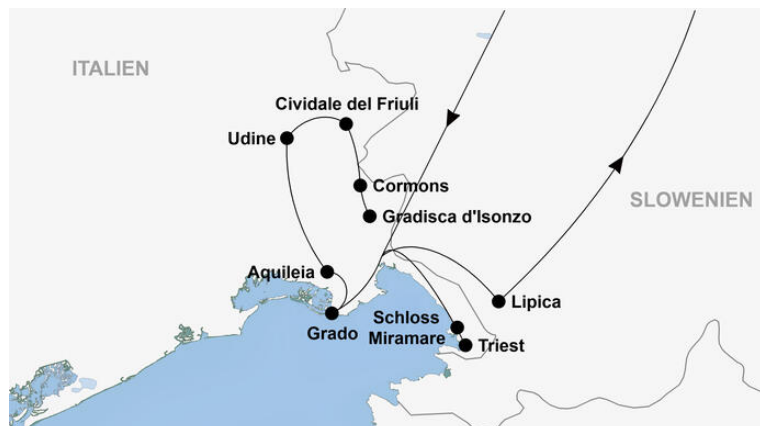 ITALIEN
Cividale del Friuli
Udine
Cormons
SLOWENIEN
Gradisca d'Isonzo
Aquileia
Lipica
Grado
Schloss
Miramare
Triest